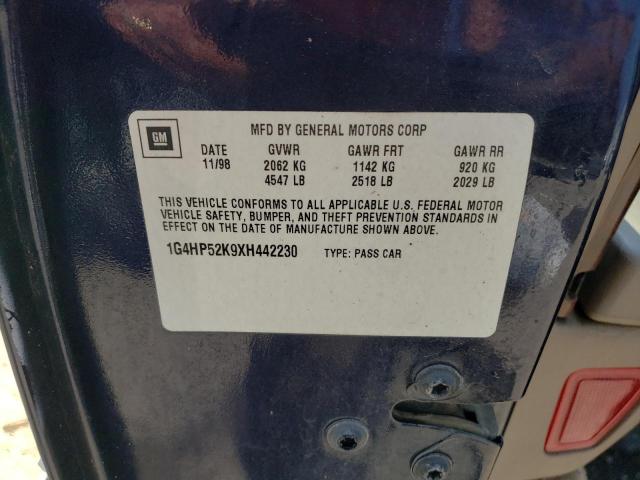 GM
MFD BY GENERAL MOTORS CORP
DATE GVWR GAWR FRT GAWR RR
11/98 2062 KG 1142 KG 920 KG
4547 LB 2518 LB 2029 LB
THIS VEHICLE CONFORMS TO ALL APPLICABLE U.S. FEDERAL MOTOR
VEHICLE SAFETY, BUMPER, AND THEFT PREVENTION STANDARDS IN
EFFECT ON THE DATE OF MANUFACTURE SHOWN ABOVE.
1G4HP52K9XH442230 TYPE: PASS CAR